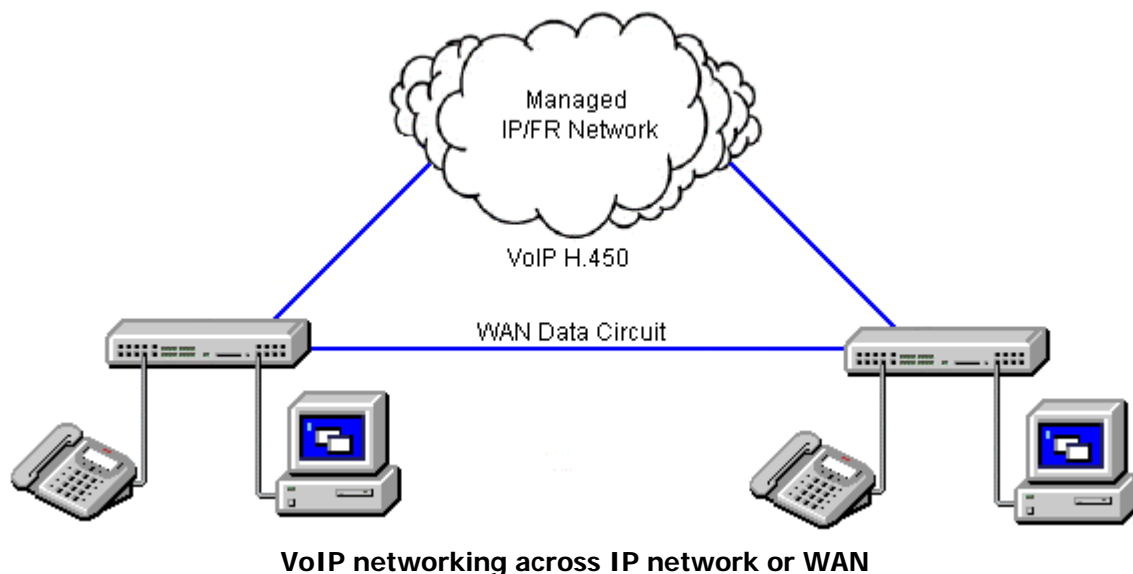 Managed
IP/FR Network
VoIP H.450
WAN Data Circuit
VoIP networking across IP network or WAN